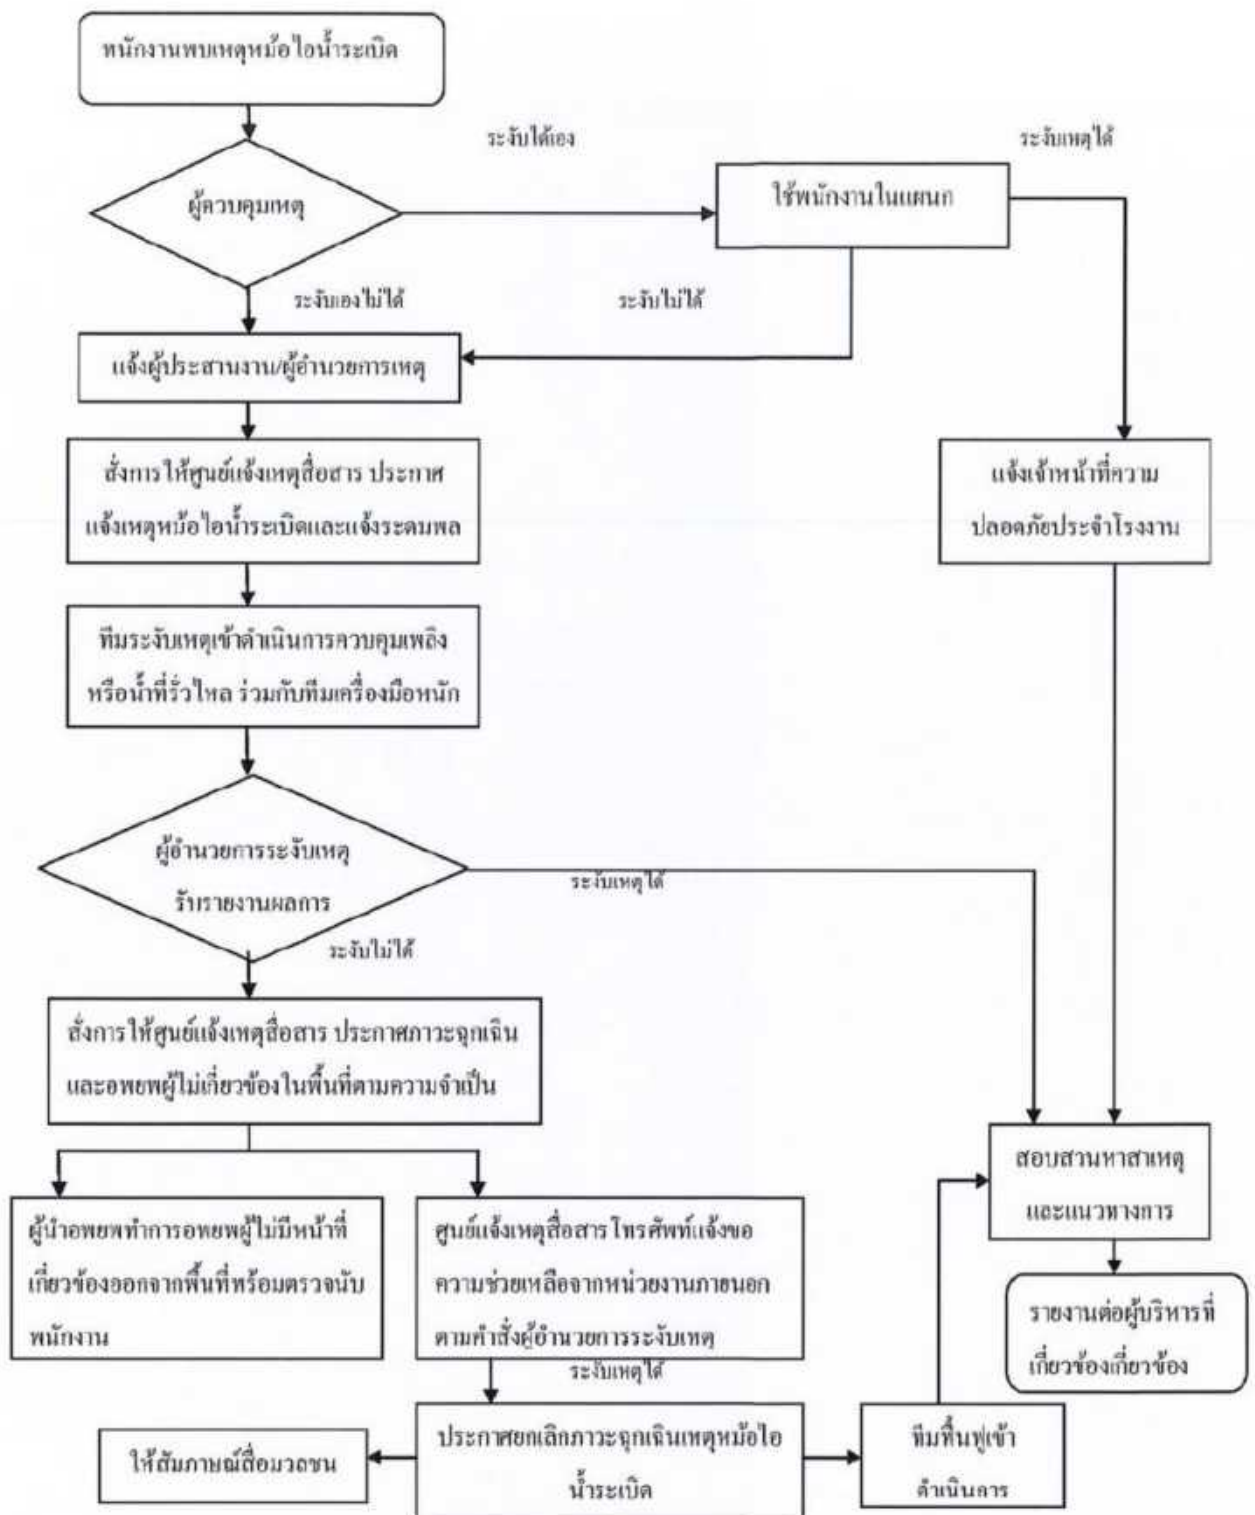 พนักงานพบเหตุหม้อไอน้ำระเบิด
ระงับได้เอง
ระงับเหตุได้
ผู้ควบคุมเหตุ
ใช้พนักงานในแผนก
ระงับเองไม่ได้
ระงับไม่ได้
แจ้งผู้ประสานงาน/ผู้อำนวยการเหตุ
สั่งการให้ศูนย์แจ้งเหตุสื่อสาร ประกาศ
แจ้งเหตุหม้อไอน้ำระเบิดและแจ้งระดมพล
แจ้งเจ้าหน้าที่ความ
ปลอดภัยประจำโรงงาน
ทีมระงับเหตุเข้าดำเนินการควบคุมเพลิง
หรือน้ำที่รั่วไหล ร่วมกับทีมเครื่องมือหนัก
ผู้อำนวยการระงับเหตุ
รับรายงานผลการ
ระงับเหตุได้
ระงับไม่ได้
สั่งการให้ศูนย์แจ้งเหตุสื่อสาร ประกาศภาวะฉุกเฉิน
และอพยพผู้ไม่เกี่ยวข้องในพื้นที่ตามความจำเป็น
สอบสวนหาสาเหตุ
และแนวทางการ
ผู้นำอพยพทำการอพยพผู้ไม่มีหน้าที่
เกี่ยวข้องออกจากพื้นที่พร้อมตรวจนับ
พนักงาน
ศูนย์แจ้งเหตุสื่อสารโทรศัพท์แจ้งขอ
ความช่วยเหลือจากหน่วยงานภายนอก
ตามคำสั่งผู้อำนวยการระงับเหตุ
รายงานต่อผู้บริหารที่
เกี่ยวข้องเกี่ยวข้อง
ระงับเหตุได้
ให้สัมภาษณ์สื่อมวลชน
ประกาศยกเลิกภาวะฉุกเฉินเหตุหม้อไอ
น้ำระเบิด
ทีมฟื้นฟูเข้า
ดำเนินการ